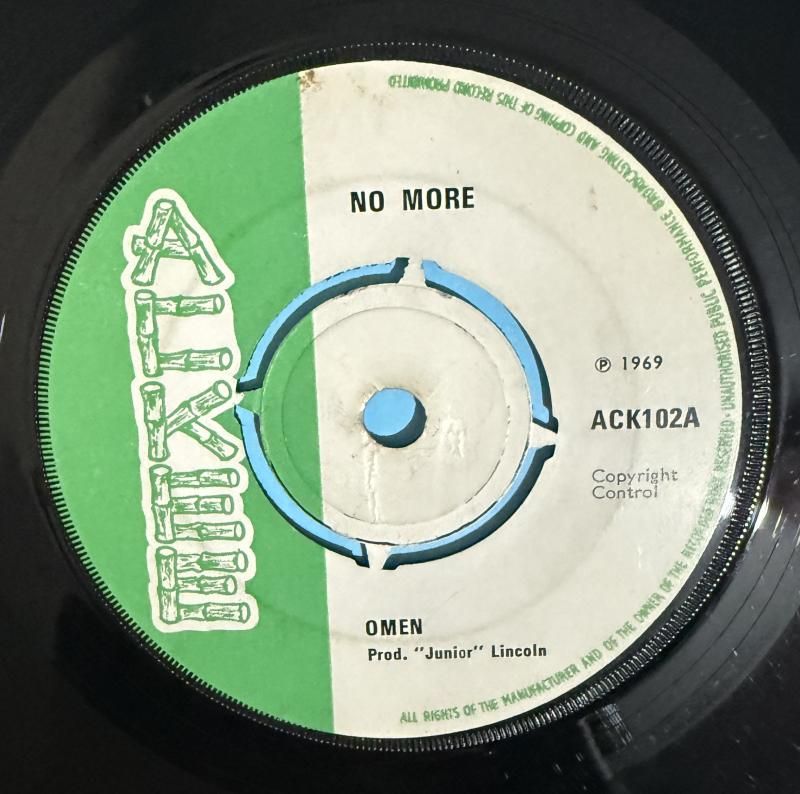 ACKEE
NO MORE
℗ 1969
ACK102A
Copyright
Control
OMEN
Prod. "Junior" Lincoln
ALL RIGHTS OF THE MANUFACTURER AND OF THE OWNER OF THE RECORDED WORK RESERVED · UNAUTHORISED PUBLIC PERFORMANCE BROADCASTING AND COPYING OF THIS RECORD PROHIBITED